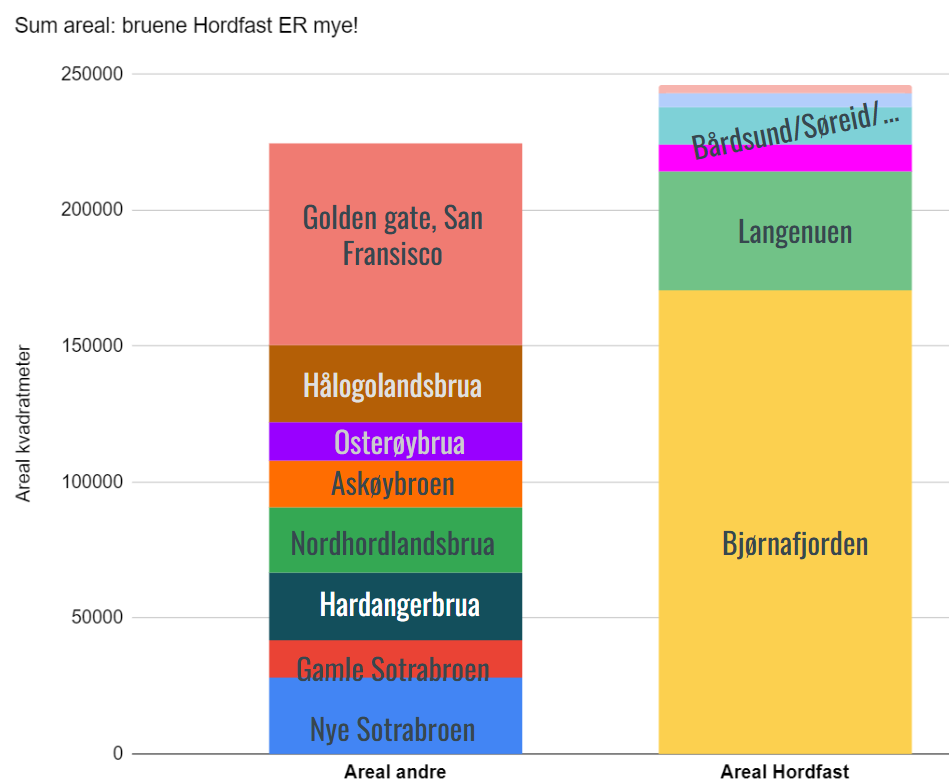 Sum areal: bruene Hordfast ER mye!
Areal kvadratmeter
250000
200000
150000
100000
50000
0
Golden gate, San
Fransisco
Hålogolandsbrua
Osterøybrua
Askøybroen
Nordhordlandsbrua
Hardangerbrua
Gamle Sotrabroen
Nye Sotrabroen
Bårdsund/Søreid/...
Langenuen
Bjørnafjorden
Areal andre
Areal Hordfast